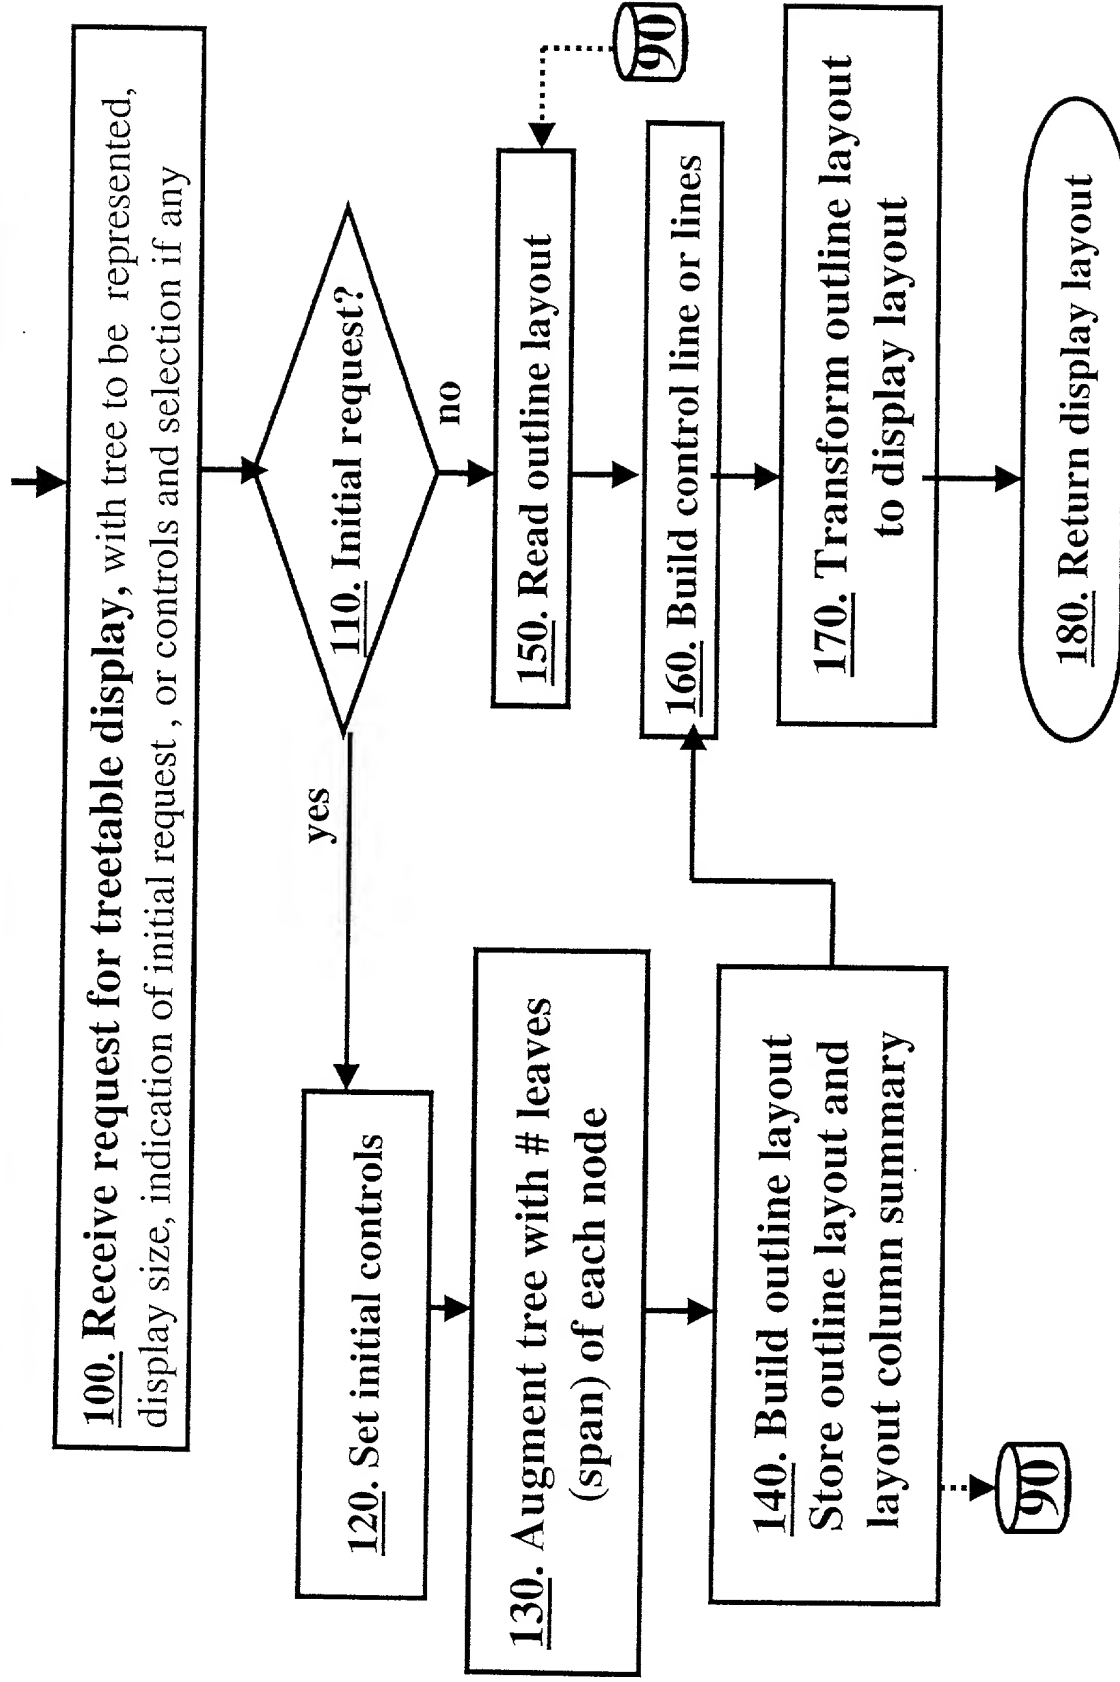 100. Receive request for treetable display, with tree to be represented,
display size, indication of initial request , or controls and selection if any
110. Initial request?
yes
no
120. Set initial controls
130. Augment tree with # leaves
(span) of each node
140. Build outline layout
Store outline layout and
layout column summary
90
150. Read outline layout
90
160. Build control line or lines
170. Transform outline layout
to display layout
180. Return display layout